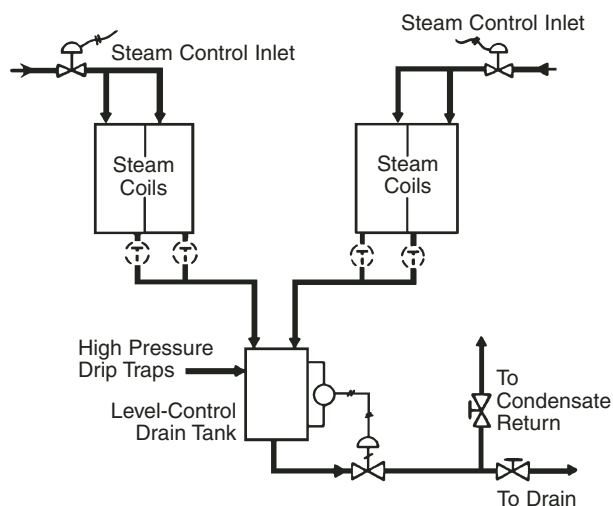 Steam Control Inlet
Steam Control Inlet
Steam
Coils
Steam
Coils
T
T
T
T
High Pressure
Drip Traps
Level-Control
Drain Tank
To
Condensate
Return
To Drain